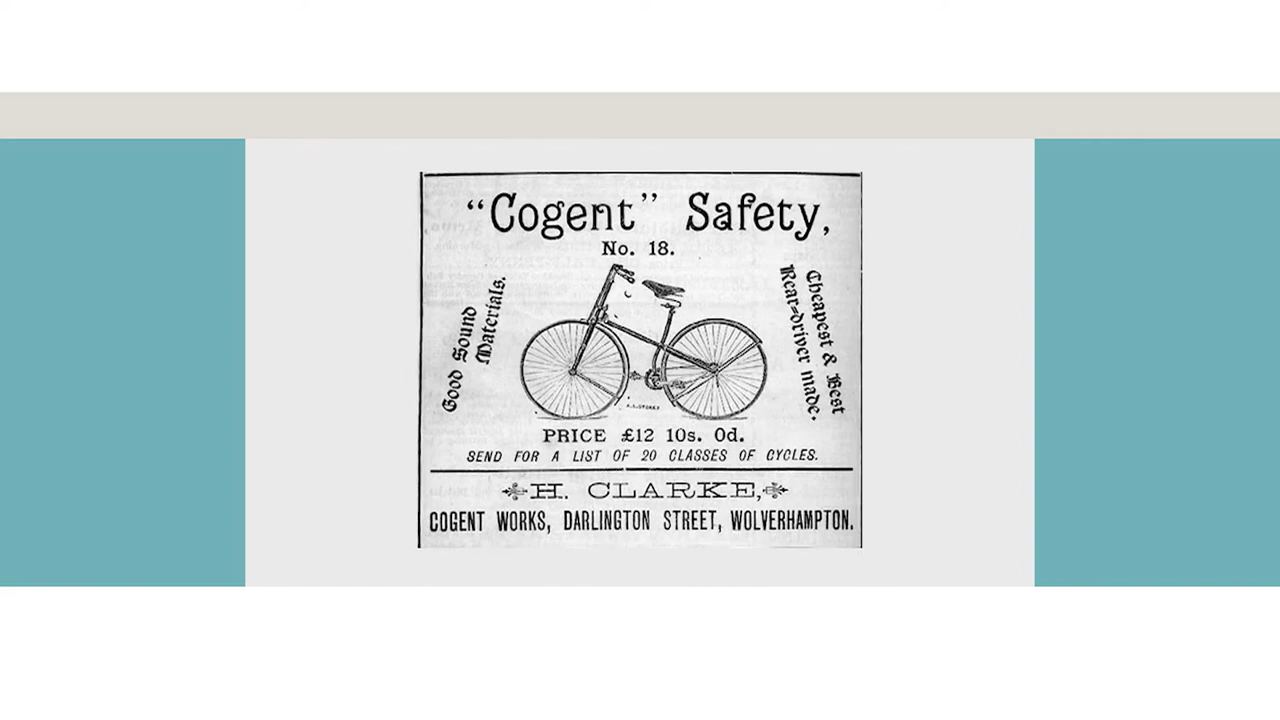 “Cogent” Safety,
No. 18.
Good Sound
Materials.
Cheapest & Best
Rear=driver made.
PRICE £12 10s. 0d.
SEND FOR A LIST OF 20 CLASSES OF CYCLES.
H. CLARKE,
COGENT WORKS, DARLINGTON STREET, WOLVERHAMPTON.